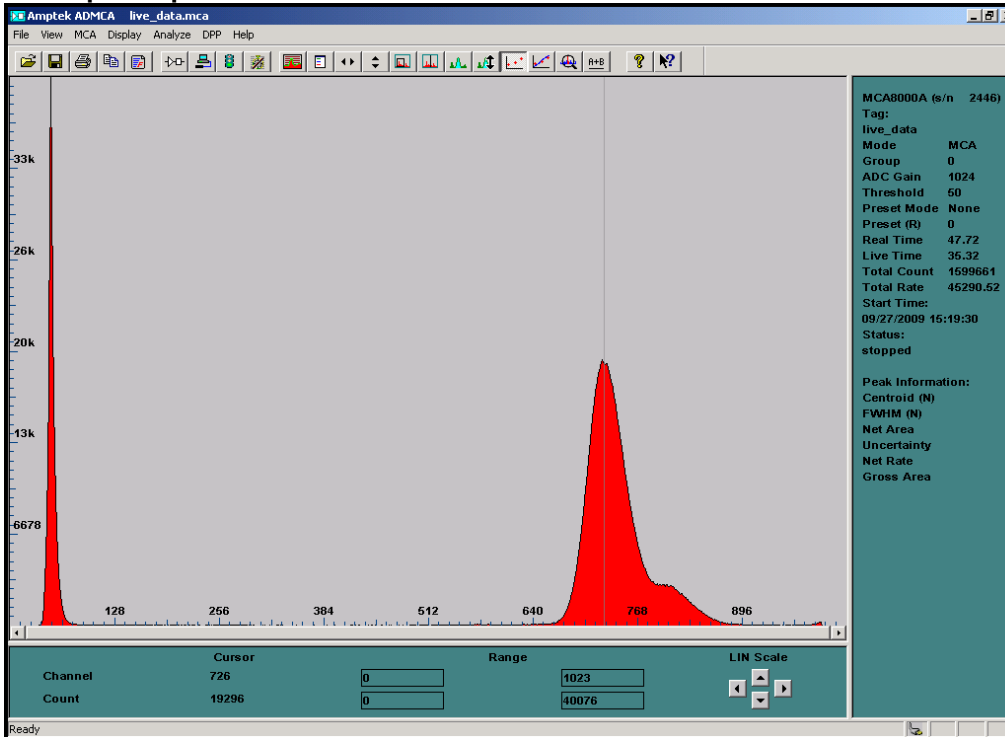 Amptek ADMCA live_data.mca
File View MCA Display Analyze DPP Help
A+B
33k
26k
20k
13k
6678
128 256 384 512 640 768 896
MCA8000A (s/n 2446)
Tag:
live_data
Mode MCA
Group 0
ADC Gain 1024
Threshold 50
Preset Mode None
Preset (R) 0
Real Time 47.72
Live Time 35.32
Total Count 1599661
Total Rate 45290.52
Start Time:
09/27/2009 15:19:30
Status:
stopped
Peak Information:
Centroid (N)
FWHM (N)
Net Area
Uncertainty
Net Rate
Gross Area
Cursor Range LIN Scale
Channel 726 0 1023
Count 19296 0 40076
Ready